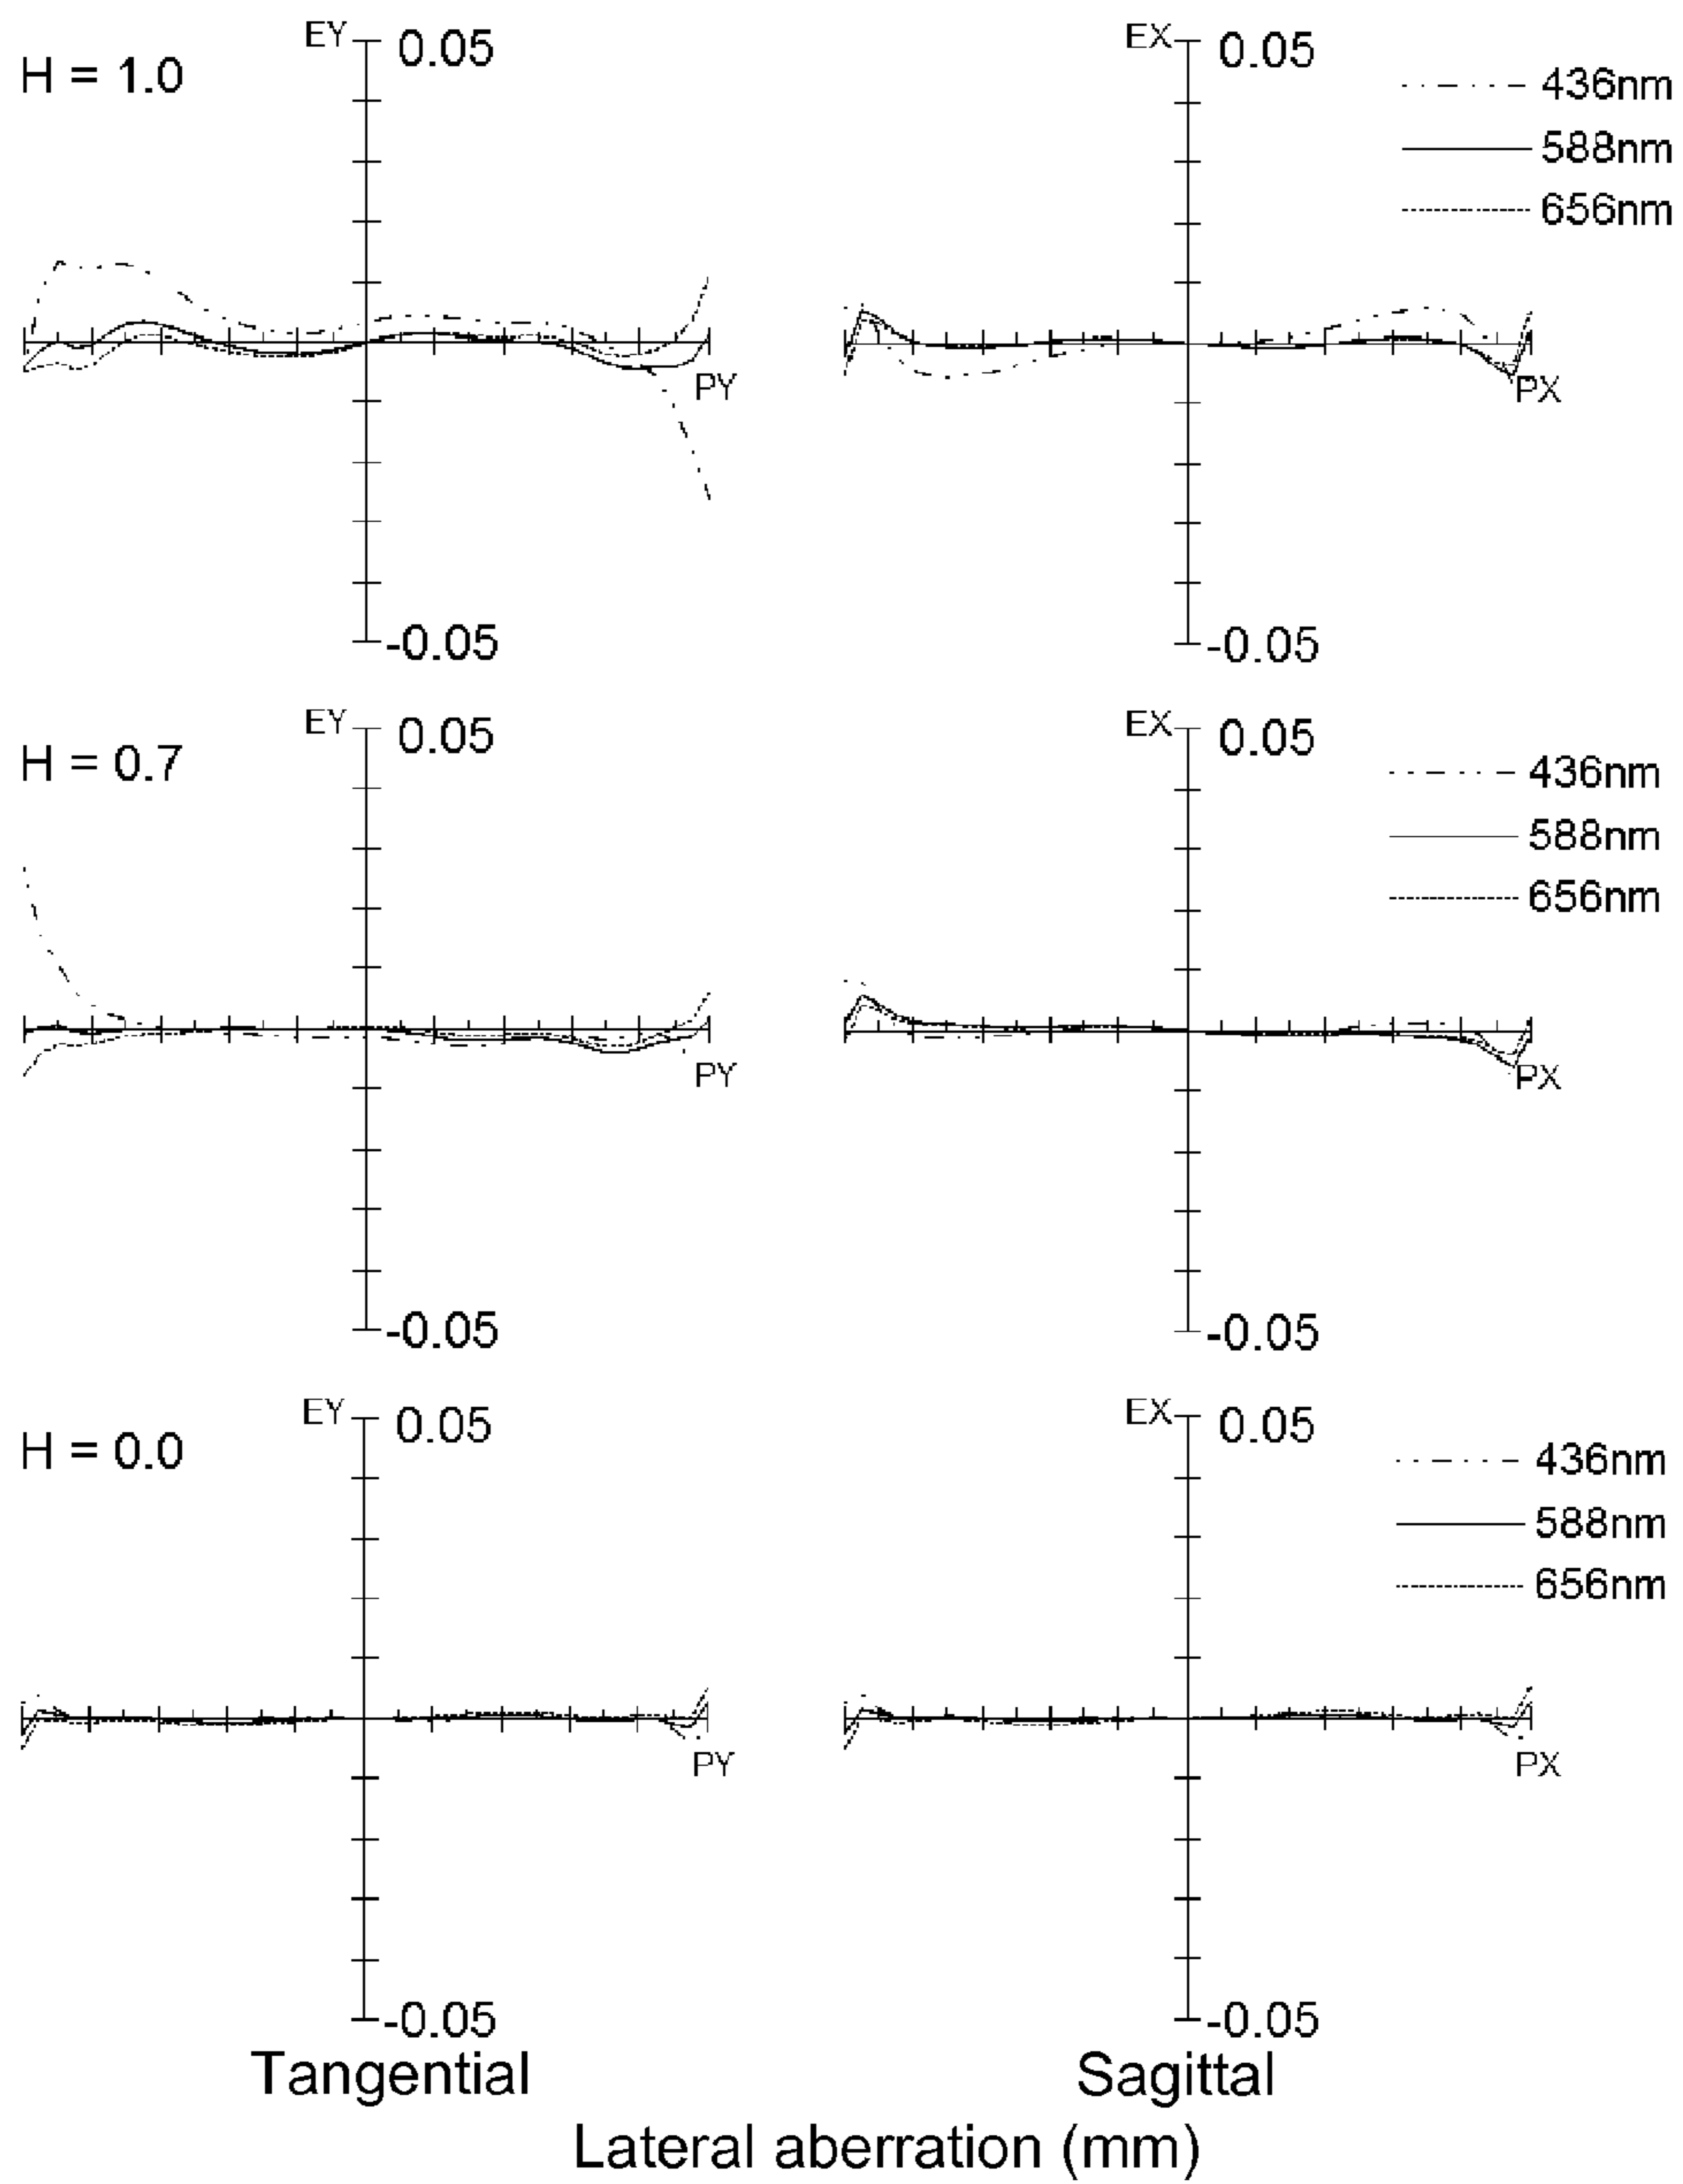 EY 0.05
EX 0.05
H = 1.0
436nm
588nm
656nm
PY
PX
-0.05
-0.05
EY 0.05
EX 0.05
H = 0.7
436nm
588nm
656nm
PY
PX
-0.05
-0.05
EY 0.05
EX 0.05
H = 0.0
436nm
588nm
656nm
PY
PX
-0.05
-0.05
Tangential
Sagittal
Lateral aberration (mm)